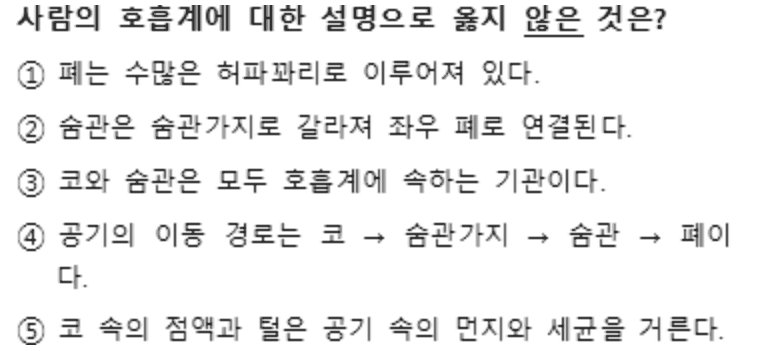 사람의 호흡계에 대한 설명으로 옳지 않은 것은?
① 폐는 수많은 허파꽈리로 이루어져 있다.
② 숨관은 숨관가지로 갈라져 좌우 폐로 연결된다.
③ 코와 숨관은 모두 호흡계에 속하는 기관이다.
④ 공기의 이동 경로는 코 → 숨관가지 → 숨관 → 폐이
다.
⑤ 코 속의 점액과 털은 공기 속의 먼지와 세균을 거른다.